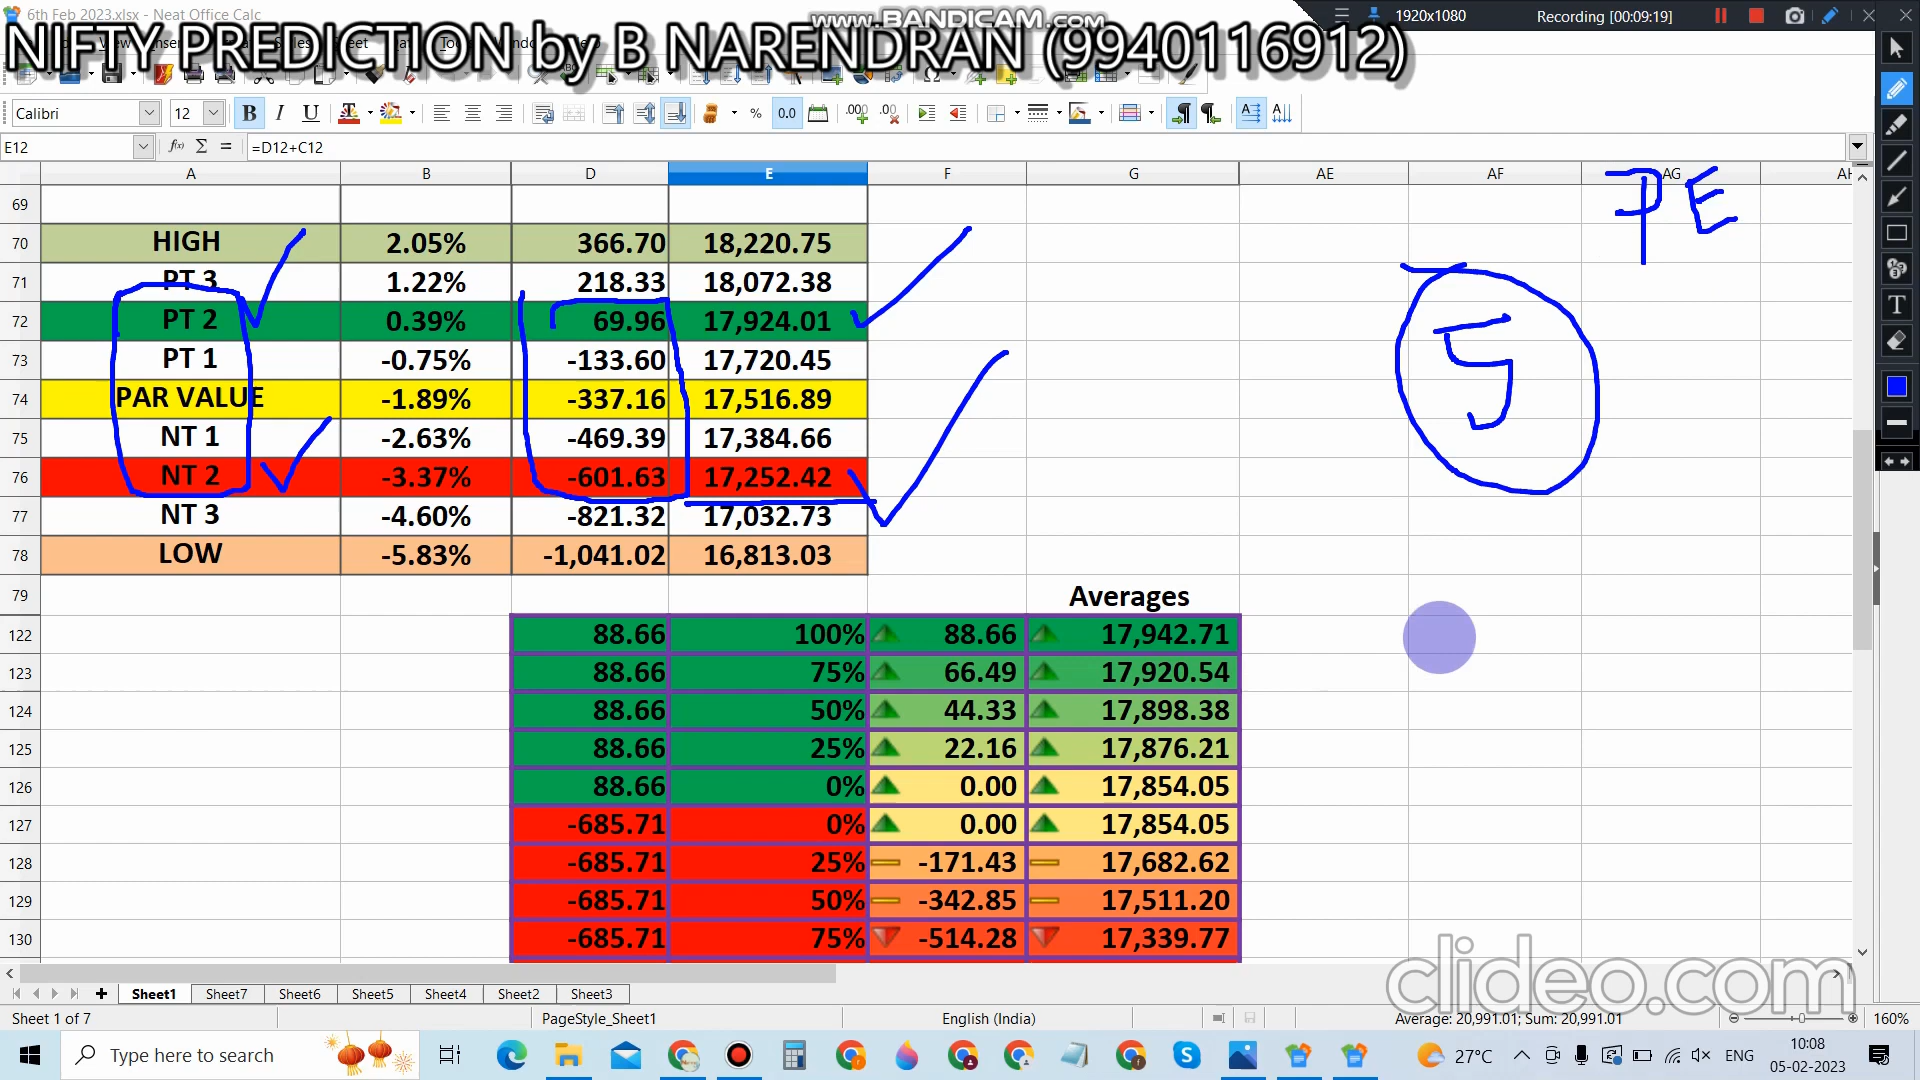 6th Feb 2023.xlsx - Neat Office Calc
www.BANDICAM.com
1920x1080 Recording [00:09:19]
NIFTY PREDICTION by B NARENDRAN (9940116912)
Calibri 12 B I U % 0.0
E12 =D12+C12
A B D E F G AE AF AG AH
PE
69
70 HIGH 2.05% 366.70 18,220.75
71 PT 3 1.22% 218.33 18,072.38
72 PT 2 0.39% 69.96 17,924.01
5
73 PT 1 -0.75% -133.60 17,720.45
74 PAR VALUE -1.89% -337.16 17,516.89
75 NT 1 -2.63% -469.39 17,384.66
76 NT 2 -3.37% -601.63 17,252.42
77 NT 3 -4.60% -821.32 17,032.73
78 LOW -5.83% -1,041.02 16,813.03
79 Averages
122 88.66 100% 88.66 17,942.71
123 88.66 75% 66.49 17,920.54
124 88.66 50% 44.33 17,898.38
125 88.66 25% 22.16 17,876.21
126 88.66 0% 0.00 17,854.05
127 -685.71 0% 0.00 17,854.05
128 -685.71 25% -171.43 17,682.62
129 -685.71 50% -342.85 17,511.20
130 -685.71 75% -514.28 17,339.77
clideo.com
Sheet1 Sheet7 Sheet6 Sheet5 Sheet4 Sheet2 Sheet3
Sheet 1 of 7 PageStyle_Sheet1 English (India) Average: 20,991.01; Sum: 20,991.01 160%
Type here to search 27°C ENG 10:08
05-02-2023